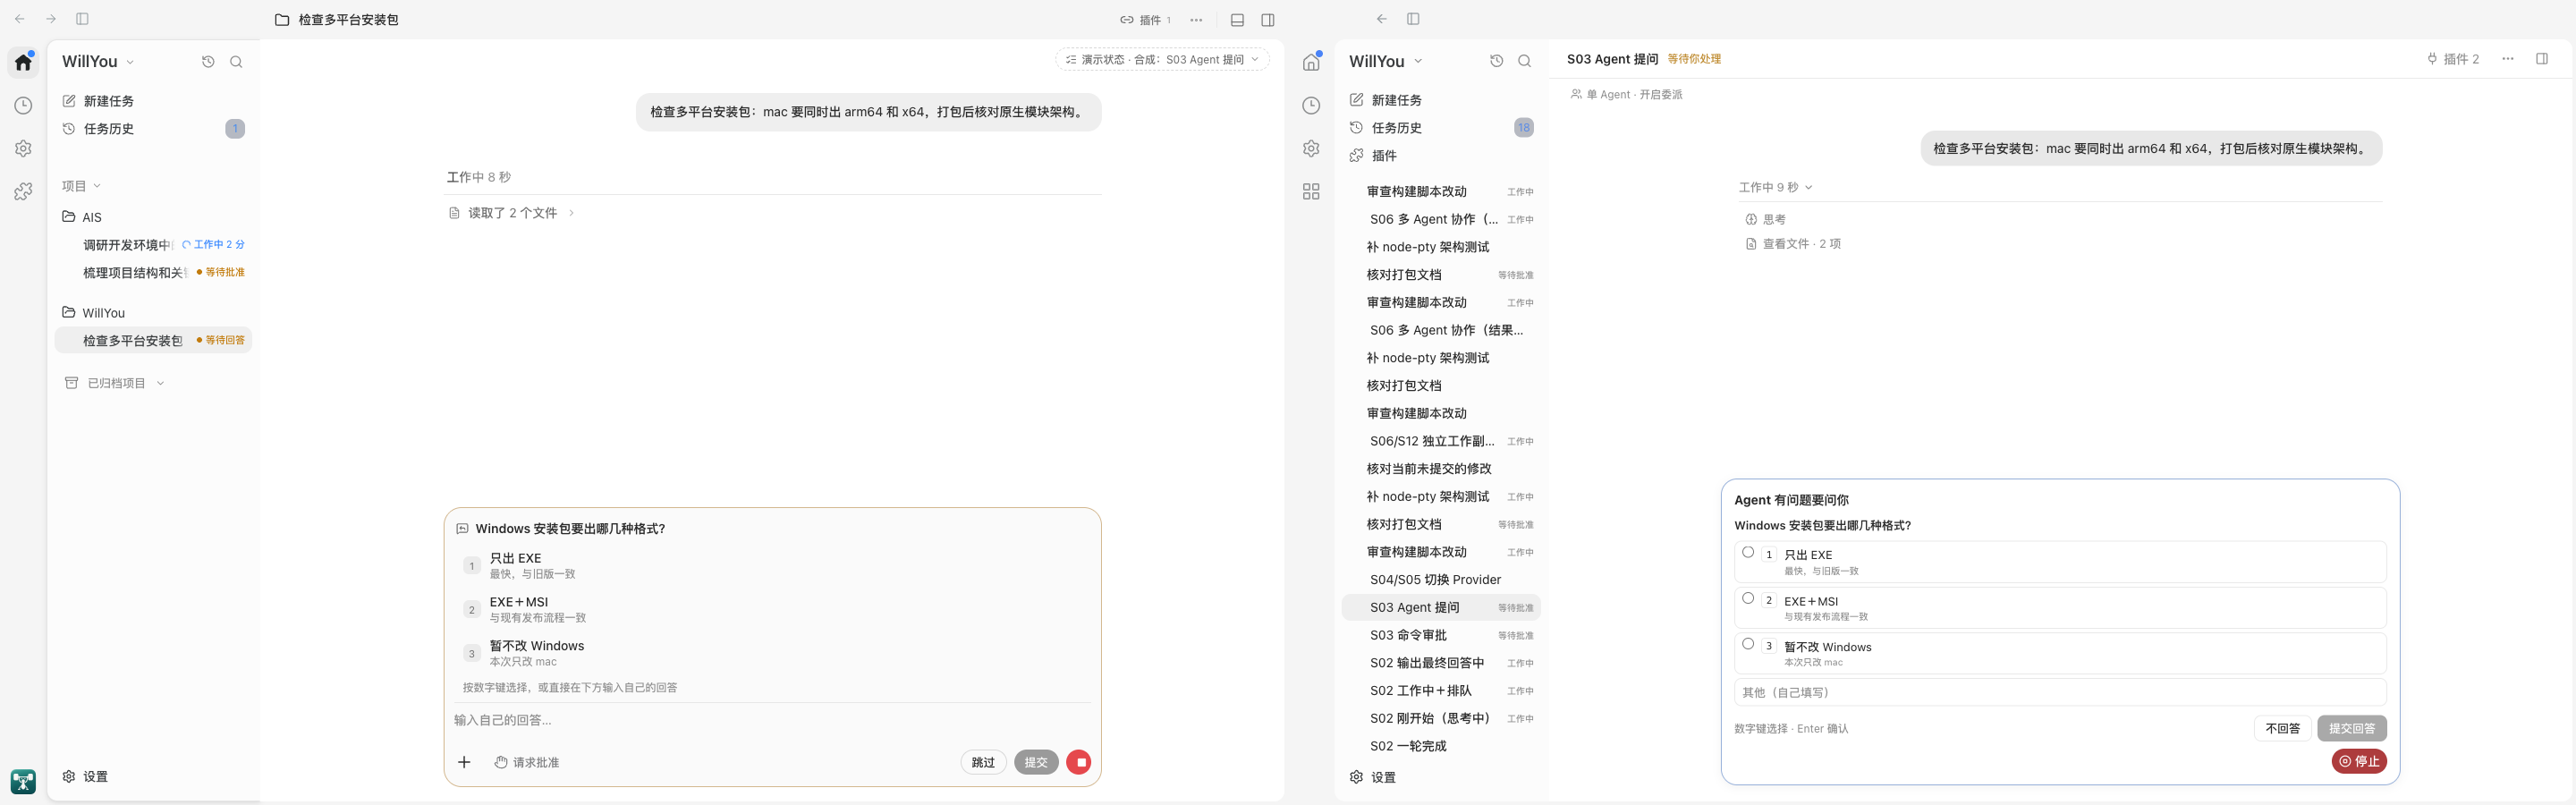 检查多平台安装包
插件 1
WillYou
新建任务
任务历史
1
项目
AIS
调研开发环境中
工作中 2 分
梳理项目结构和关
等待批准
WillYou
检查多平台安装包
等待回答
已归档项目
设置
演示状态 · 合成：S03 Agent 提问
检查多平台安装包：mac 要同时出 arm64 和 x64，打包后核对原生模块架构。
工作中 8 秒
读取了 2 个文件
Windows 安装包要出哪几种格式?
1
只出 EXE
最快，与旧版一致
2
EXE＋MSI
与现有发布流程一致
3
暂不改 Windows
本次只改 mac
按数字键选择，或直接在下方输入自己的回答
输入自己的回答...
请求批准
跳过
提交
WillYou
新建任务
任务历史
18
插件
审查构建脚本改动 工作中
S06 多 Agent 协作（... 工作中
补 node-pty 架构测试
核对打包文档 等待批准
审查构建脚本改动 工作中
S06 多 Agent 协作（结果...
补 node-pty 架构测试
核对打包文档
审查构建脚本改动
S06/S12 独立工作副... 工作中
核对当前未提交的修改
补 node-pty 架构测试 工作中
核对打包文档 等待批准
审查构建脚本改动 工作中
S04/S05 切换 Provider
S03 Agent 提问 等待批准
S03 命令审批 等待批准
S02 输出最终回答中 工作中
S02 工作中＋排队 工作中
S02 刚开始（思考中） 工作中
S02 一轮完成
设置
S03 Agent 提问 等待你处理
插件 2
单 Agent · 开启委派
检查多平台安装包：mac 要同时出 arm64 和 x64，打包后核对原生模块架构。
工作中 9 秒
思考
查看文件 · 2 项
Agent 有问题要问你
Windows 安装包要出哪几种格式?
1 只出 EXE
最快，与旧版一致
2 EXE＋MSI
与现有发布流程一致
3 暂不改 Windows
本次只改 mac
其他（自己填写）
数字键选择 · Enter 确认
不回答
提交回答
停止